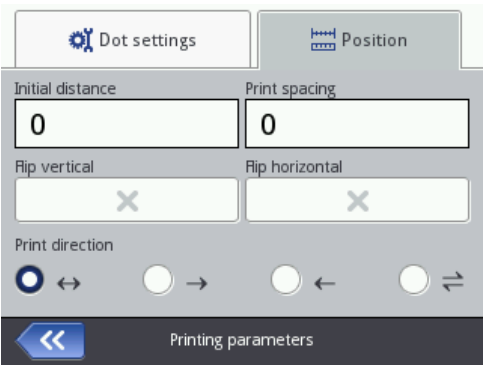 Dot settings
Position
Initial distance
Print spacing
0
0
Flip vertical
Flip horizontal
Print direction
Printing parameters